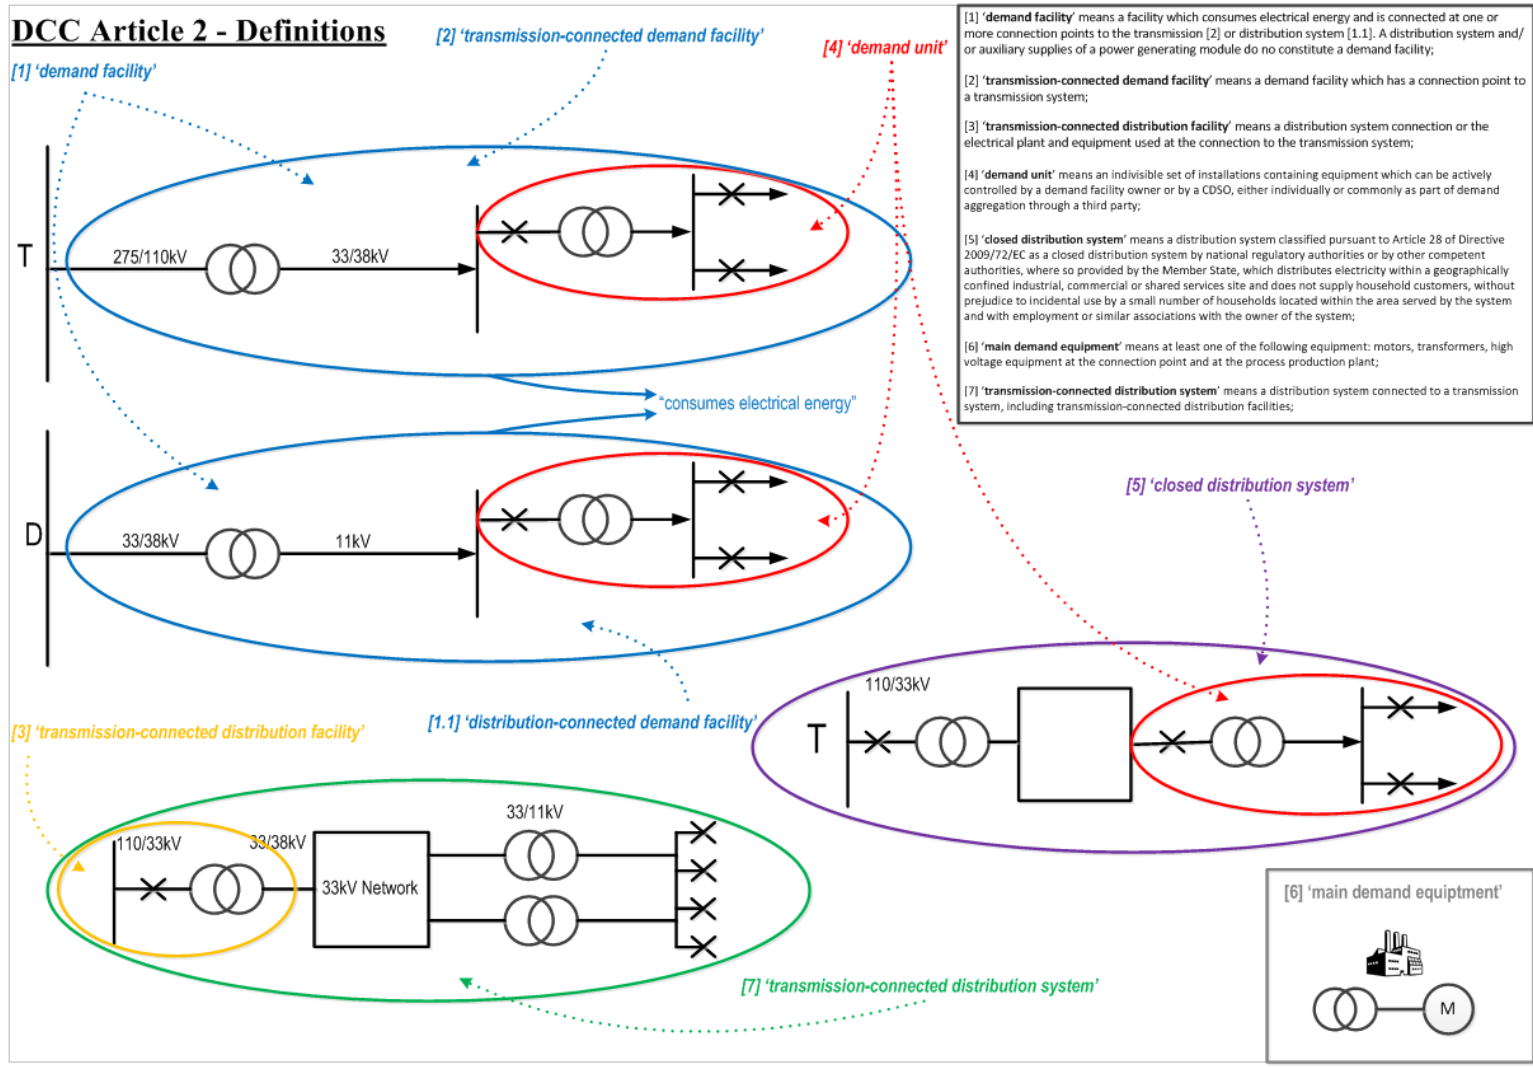 DCC Article 2 - Definitions
[1] ‘demand facility’
[2] ‘transmission-connected demand facility’
[4] ‘demand unit’
[1] ‘demand facility’ means a facility which consumes electrical energy and is connected at one or
more connection points to the transmission [2] or distribution system [1.1]. A distribution system and/
or auxiliary supplies of a power generating module do no constitute a demand facility;
[2] ‘transmission-connected demand facility’ means a demand facility which has a connection point to
a transmission system;
[3] ‘transmission-connected distribution facility’ means a distribution system connection or the
electrical plant and equipment used at the connection to the transmission system;
[4] ‘demand unit’ means an indivisible set of installations containing equipment which can be actively
controlled by a demand facility owner or by a CDSO, either individually or commonly as part of demand
aggregation through a third party;
[5] ‘closed distribution system’ means a distribution system classified pursuant to Article 28 of Directive
2009/72/EC as a closed distribution system by national regulatory authorities or by other competent
authorities, where so provided by the Member State, which distributes electricity within a geographically
confined industrial, commercial or shared services site and does not supply household customers, without
prejudice to incidental use by a small number of households located within the area served by the system
and with employment or similar associations with the owner of the system;
[6] ‘main demand equipment’ means at least one of the following equipment: motors, transformers, high
voltage equipment at the connection point and at the process production plant;
[7] ‘transmission-connected distribution system’ means a distribution system connected to a transmission
system, including transmission-connected distribution facilities;
T
275/110kV
33/38kV
“consumes electrical energy”
D
33/38kV
11kV
[1.1] ‘distribution-connected demand facility’
[5] ‘closed distribution system’
110/33kV
T
[3] ‘transmission-connected distribution facility’
110/33kV
33/38kV
33kV Network
33/11kV
[7] ‘transmission-connected distribution system’
[6] ‘main demand equiptment’
M